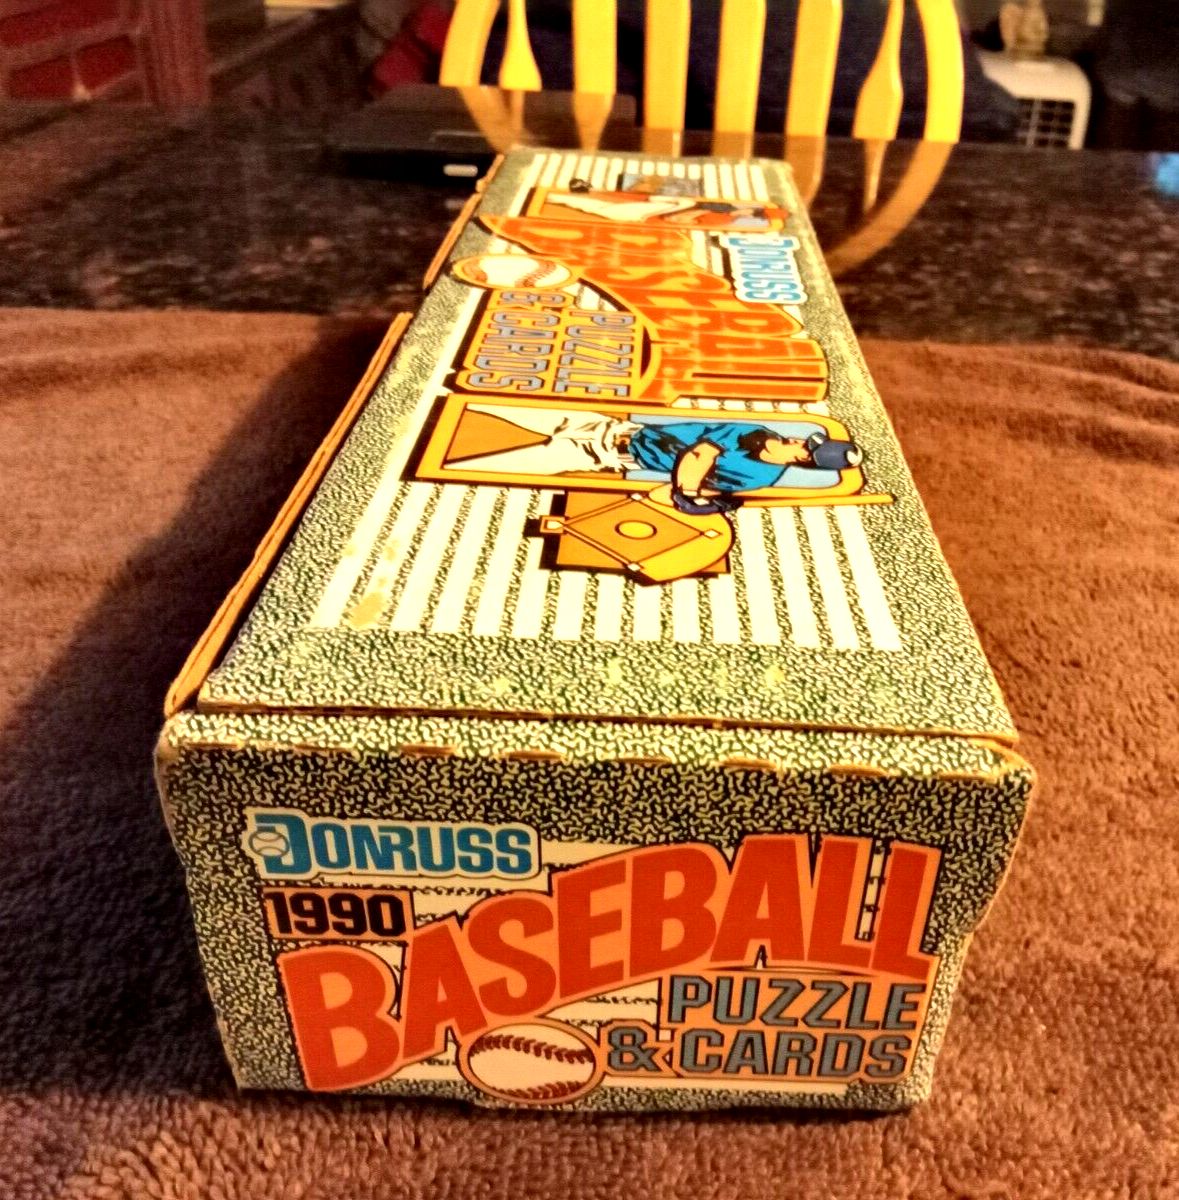 DONRUSS
BASEBALL
PUZZLE
& CARDS
DONRUSS
1990
BASEBALL
PUZZLE
& CARDS